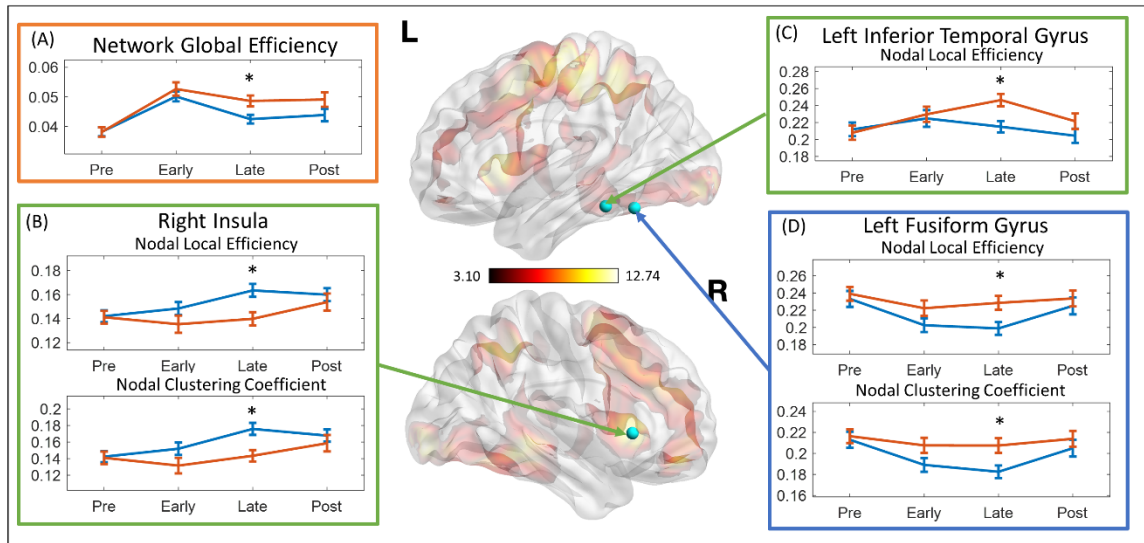 (A)
Network Global Efficiency
0.06
*
0.05
0.04
Pre Early Late Post
(B)
Right Insula
Nodal Local Efficiency
0.18
*
0.16
0.14
0.12
Pre Early Late Post
Nodal Clustering Coefficient
0.2
*
0.18
0.16
0.14
0.12
Pre Early Late Post
L
3.10 12.74
R
(C)
Left Inferior Temporal Gyrus
Nodal Local Efficiency
0.28
*
0.26
0.24
0.22
0.2
0.18
Pre Early Late Post
(D)
Left Fusiform Gyrus
Nodal Local Efficiency
0.26
*
0.24
0.22
0.2
0.18
Pre Early Late Post
Nodal Clustering Coefficient
0.24
*
0.22
0.2
0.18
0.16
Pre Early Late Post